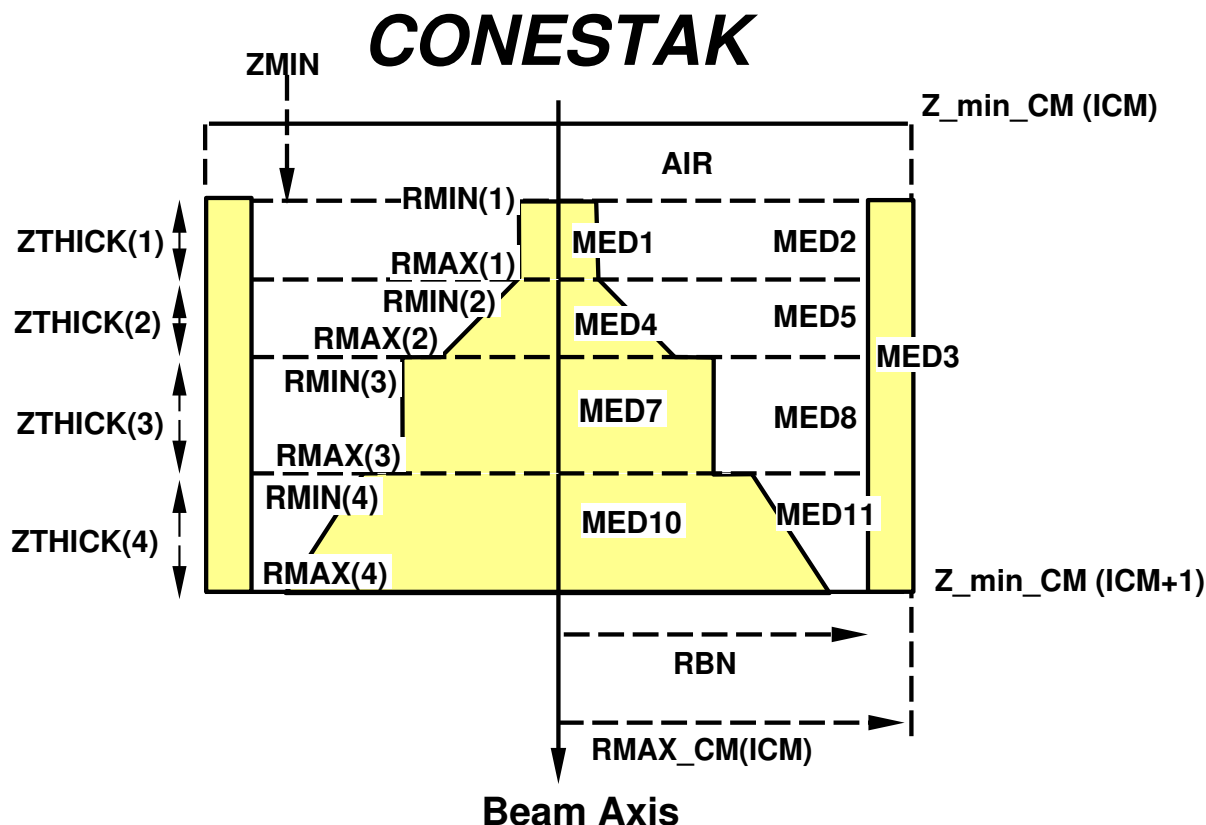 CONESTAK
ZMIN
Z_min_CM (ICM)
AIR
RMIN(1)
ZTHICK(1)
MED1
MED2
RMAX(1)
RMIN(2)
ZTHICK(2)
MED4
MED5
RMAX(2)
MED3
RMIN(3)
ZTHICK(3)
MED7
MED8
RMAX(3)
RMIN(4)
MED10
MED11
ZTHICK(4)
RMAX(4)
Z_min_CM (ICM+1)
RBN
RMAX_CM(ICM)
Beam Axis